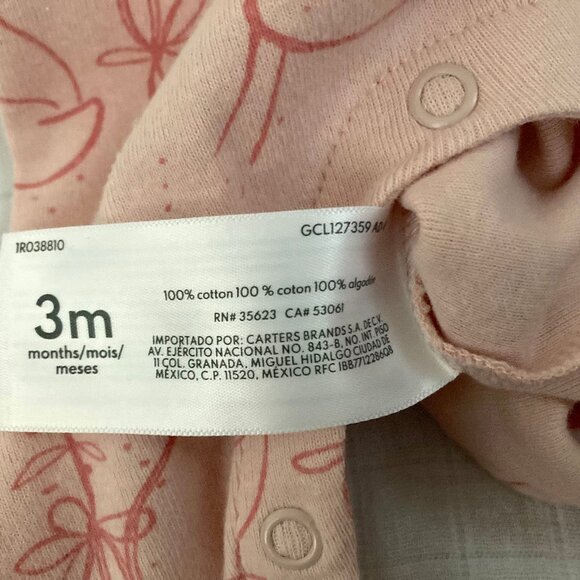 1R038810
GCL127359
3m
months/mois/
meses
100% cotton 100 % coton 100% algodón
RN# 35623 CA# 53061
IMPORTADO POR: CARTERS BRANDS S.A. DE C.V.
AV. EJÉRCITO NACIONAL NO. 843-B, NO. INT. PISO
11 COL. GRANADA, MIGUEL HIDALGO CIUDAD DE
MÉXICO, C.P. 11520, MÉXICO RFC IBB7712286Q8